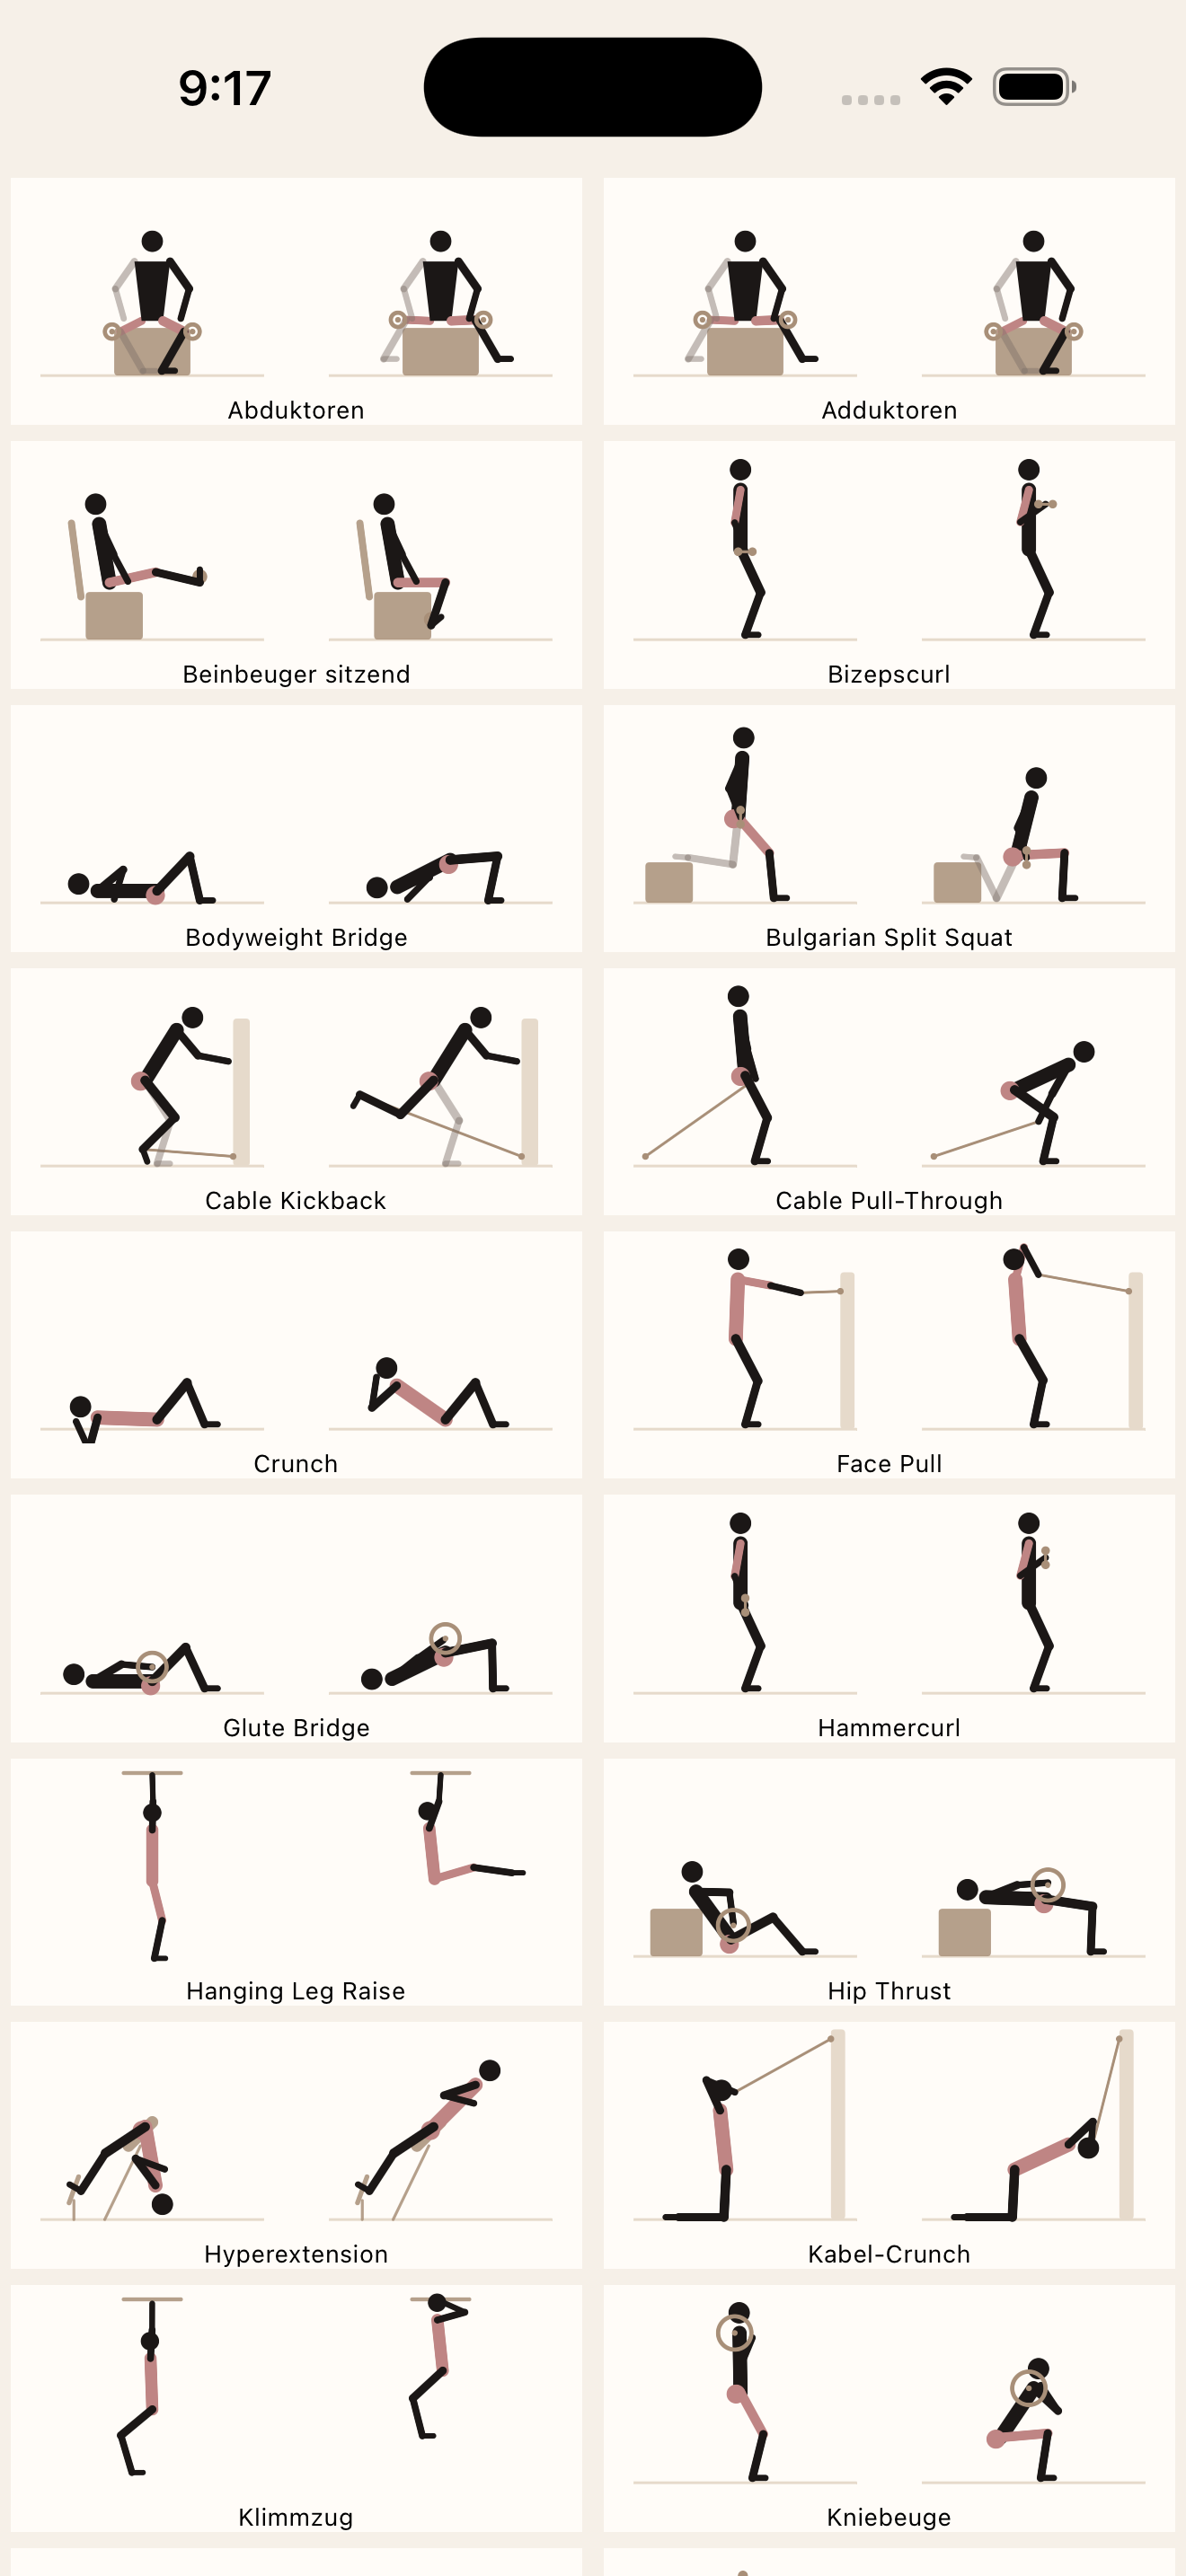 9:17
Abduktoren
Adduktoren
Beinbeuger sitzend
Bizepscurl
Bodyweight Bridge
Bulgarian Split Squat
Cable Kickback
Cable Pull-Through
Crunch
Face Pull
Glute Bridge
Hammercurl
Hanging Leg Raise
Hip Thrust
Hyperextension
Kabel-Crunch
Klimmzug
Kniebeuge